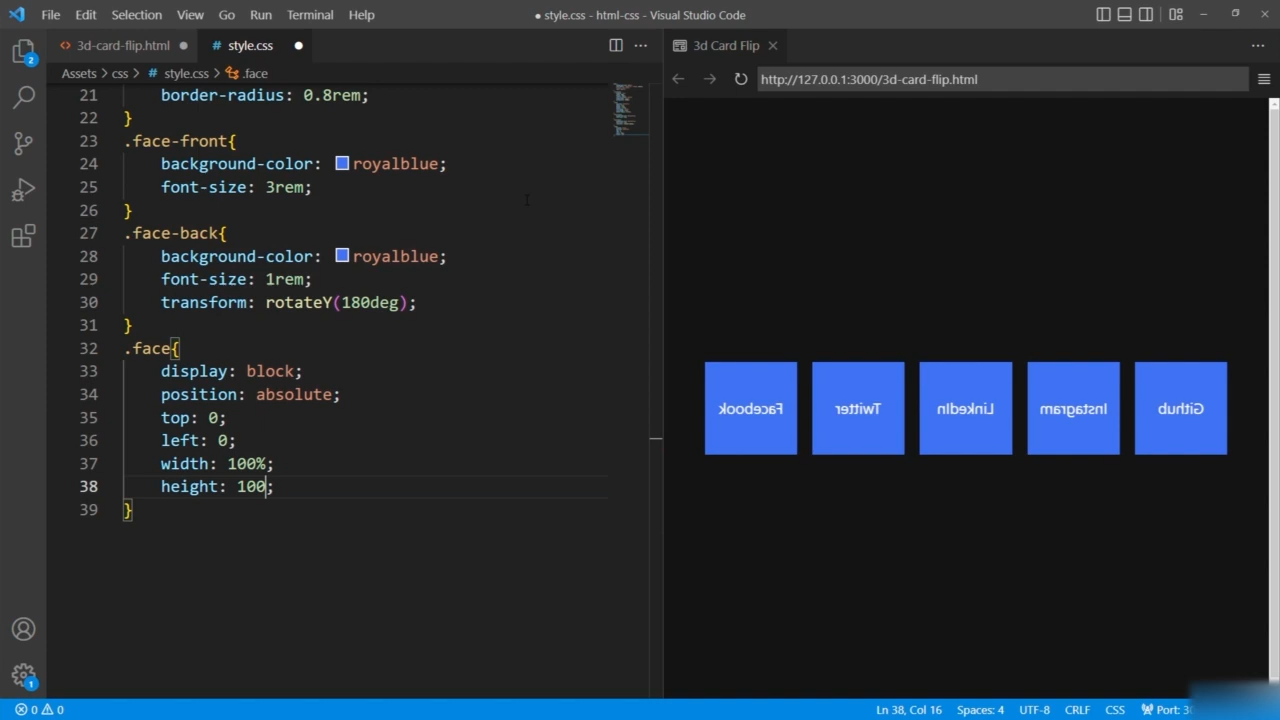 File Edit Selection View Go Run Terminal Help
● style.css - html-css - Visual Studio Code
3d-card-flip.html
# style.css
3d Card Flip
Assets > css > # style.css > .face
http://127.0.0.1:3000/3d-card-flip.html
21 border-radius: 0.8rem;
22 }
23 .face-front{
24 background-color: royalblue;
25 font-size: 3rem;
26 }
27 .face-back{
28 background-color: royalblue;
29 font-size: 1rem;
30 transform: rotateY(180deg);
31 }
32 .face{
33 display: block;
34 position: absolute;
35 top: 0;
36 left: 0;
37 width: 100%;
38 height: 100;
39 }
Facebook Twitter LinkedIn Instagram Github
2
1
0 0
Ln 38, Col 16 Spaces: 4 UTF-8 CRLF CSS Port: